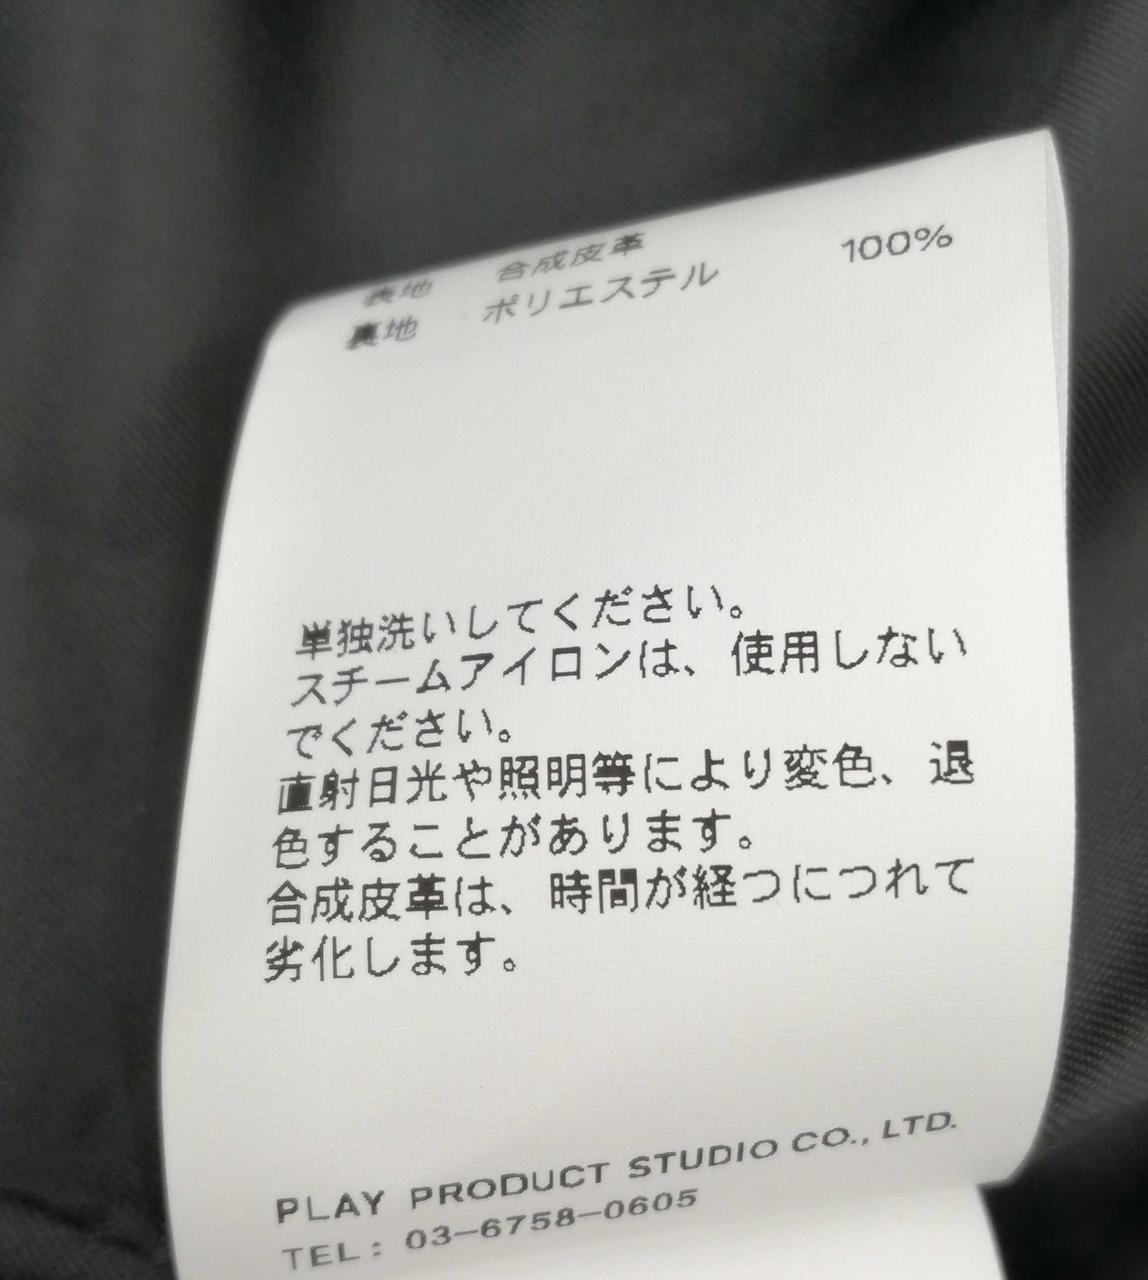 表地 合成皮革
裏地 ポリエステル 100%
単独洗いしてください。
スチームアイロンは、使用しない
でください。
直射日光や照明等により変色、退
色することがあります。
合成皮革は、時間が経つにつれて
劣化します。
PLAY PRODUCT STUDIO CO., LTD.
TEL: 03-6758-0605